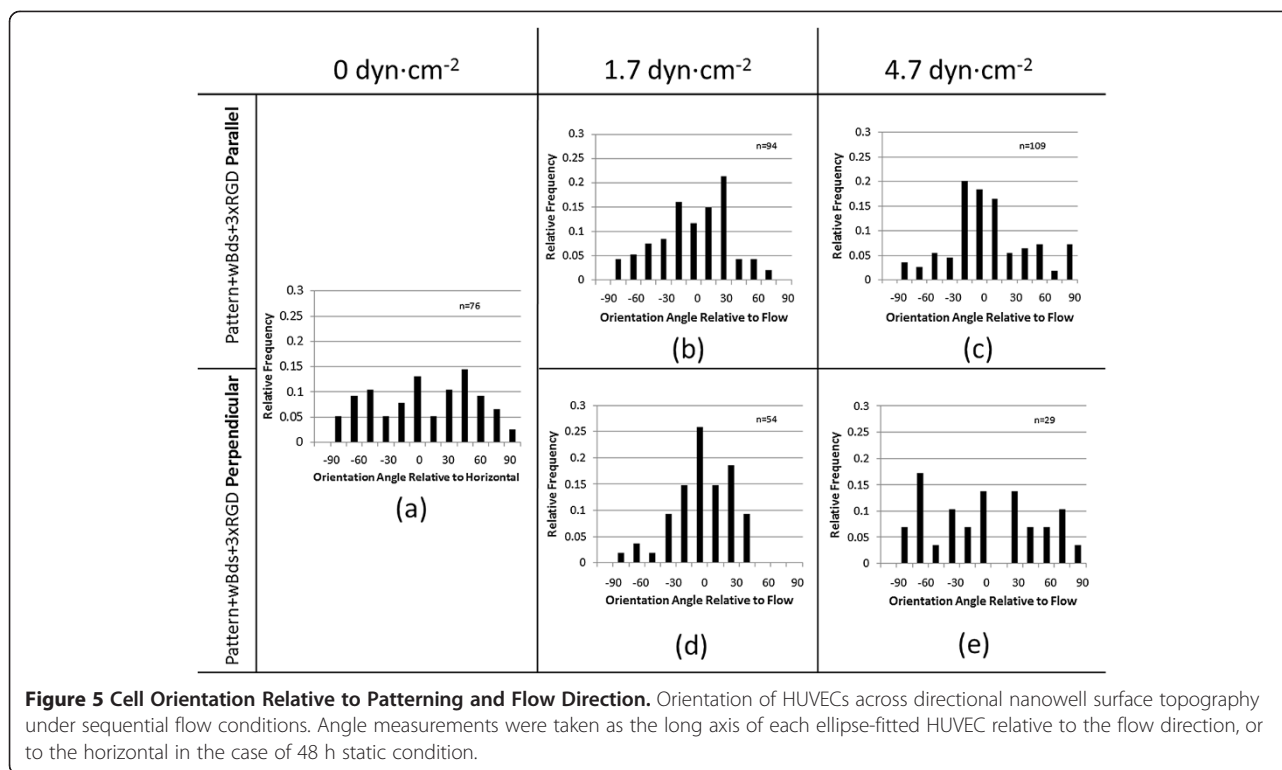 0 dyn·cm-2
1.7 dyn·cm-2
4.7 dyn·cm-2
Pattern+wBds+3xRGD Parallel
Pattern+wBds+3xRGD Perpendicular
Relative Frequency
0.3
0.25
0.2
0.15
0.1
0.05
0
n=76
-90 -60 -30 0 30 60 90
Orientation Angle Relative to Horizontal
(a)
Relative Frequency
0.3
0.25
0.2
0.15
0.1
0.05
0
n=94
-90 -60 -30 0 30 60 90
Orientation Angle Relative to Flow
(b)
Relative Frequency
0.3
0.25
0.2
0.15
0.1
0.05
0
n=109
-90 -60 -30 0 30 60 90
Orientation Angle Relative to Flow
(c)
Relative Frequency
0.3
0.25
0.2
0.15
0.1
0.05
0
n=54
-90 -60 -30 0 30 60 90
Orientation Angle Relative to Flow
(d)
Relative Frequency
0.3
0.25
0.2
0.15
0.1
0.05
0
n=29
-90 -60 -30 0 30 60 90
Orientation Angle Relative to Flow
(e)
Figure 5 Cell Orientation Relative to Patterning and Flow Direction. Orientation of HUVECs across directional nanowell surface topography
under sequential flow conditions. Angle measurements were taken as the long axis of each ellipse-fitted HUVEC relative to the flow direction, or
to the horizontal in the case of 48 h static condition.